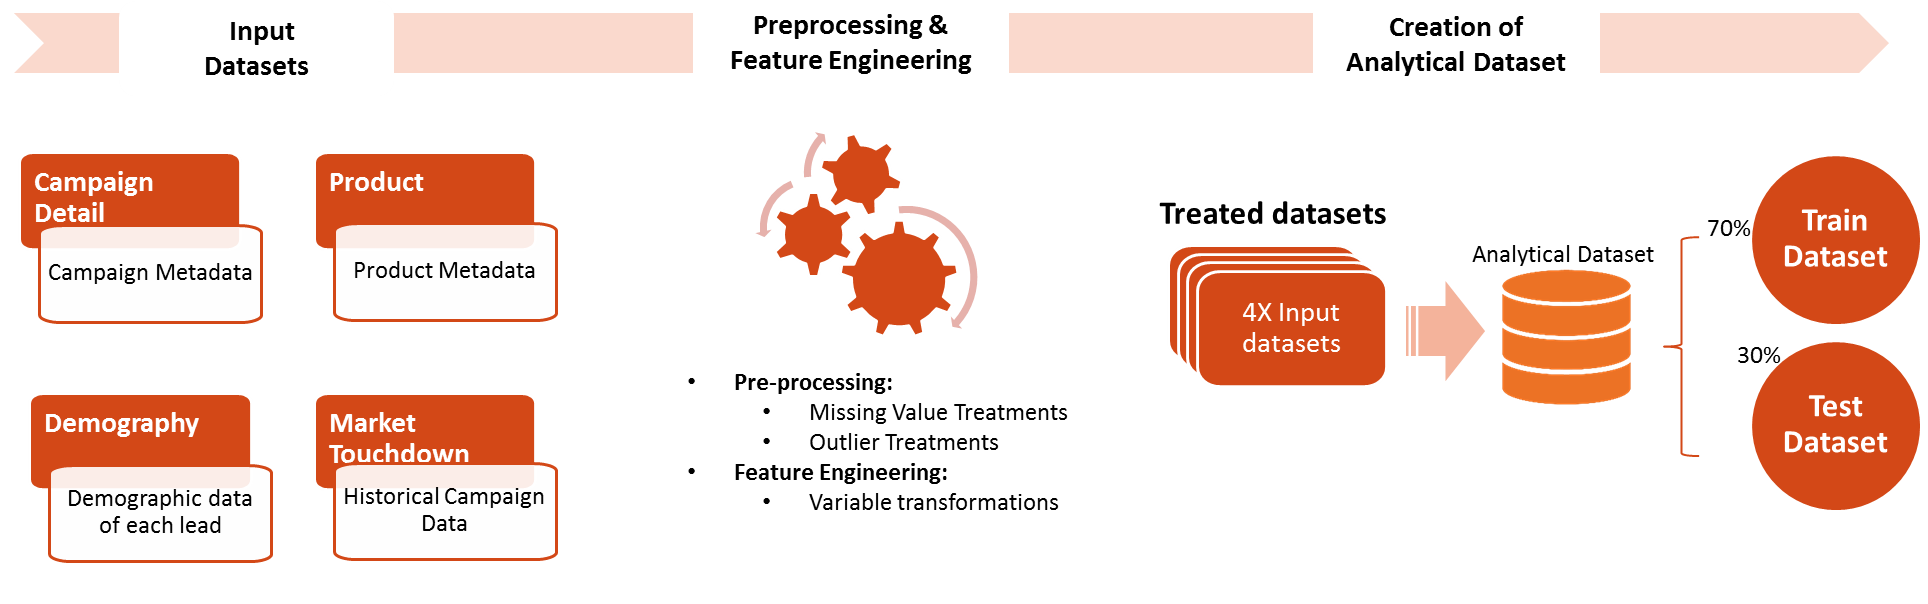 Input
Datasets
Preprocessing &
Feature Engineering
Creation of
Analytical Dataset
Campaign
Detail
Campaign Metadata
Product
Product Metadata
Demography
Demographic data
of each lead
Market
Touchdown
Historical Campaign
Data
• Pre-processing:
• Missing Value Treatments
• Outlier Treatments
• Feature Engineering:
• Variable transformations
Treated datasets
4X Input
datasets
Analytical Dataset
70%
Train
Dataset
30%
Test
Dataset